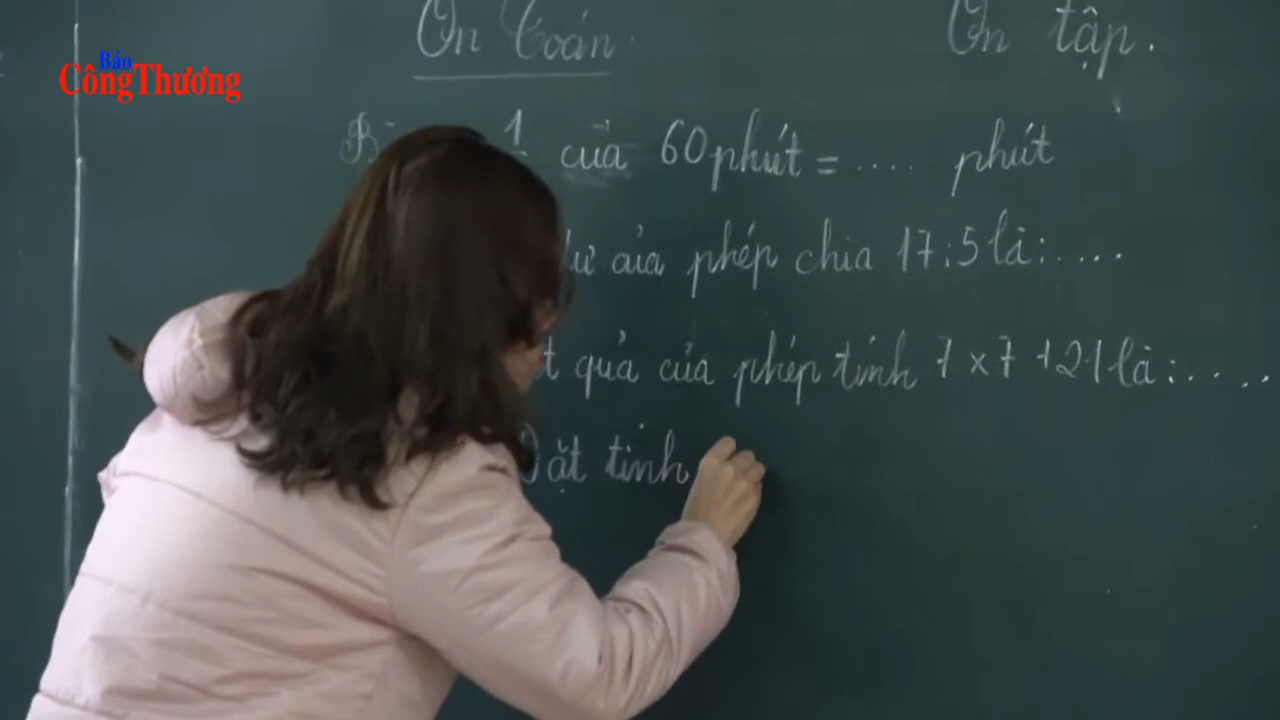 Báo
CôngThương
Ôn Toán
Ôn tập.
của 60 phút = .... phút
dư của phép chia 17:5 là:....
quả của phép tính 7 x 7 + 21 là:....
Đặt tính